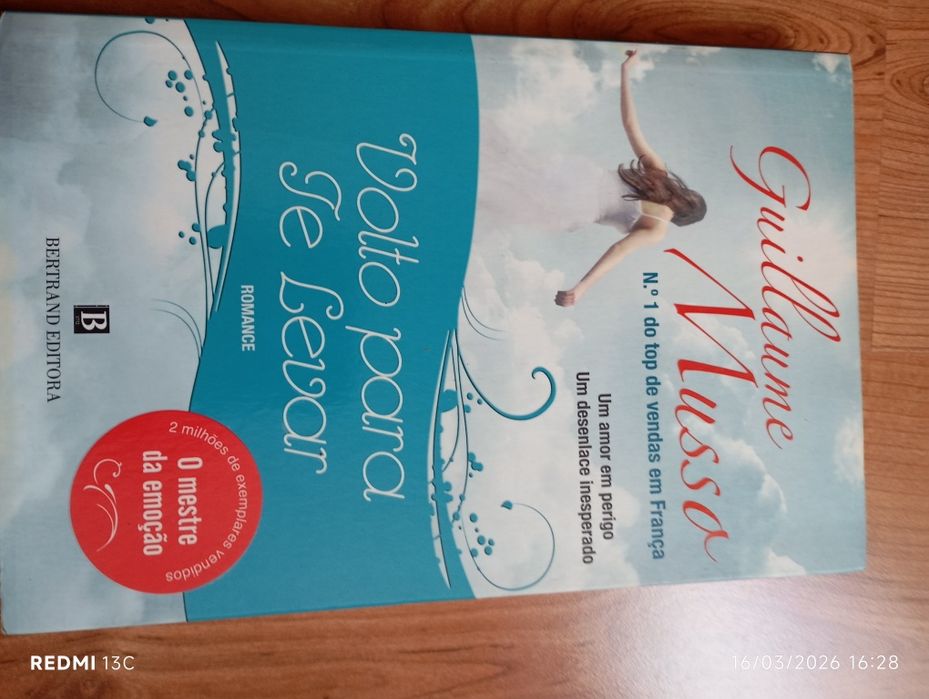 Guillaume
Musso
N.º 1 do top de vendas em França
Um amor em perigo
Um desenlace inesperado
Volto para
Te Levar
ROMANCE
2 milhões de exemplares vendidos
O mestre
da emoção
B
BERTRAND EDITORA
REDMI 13C
16/03/2026 16:28